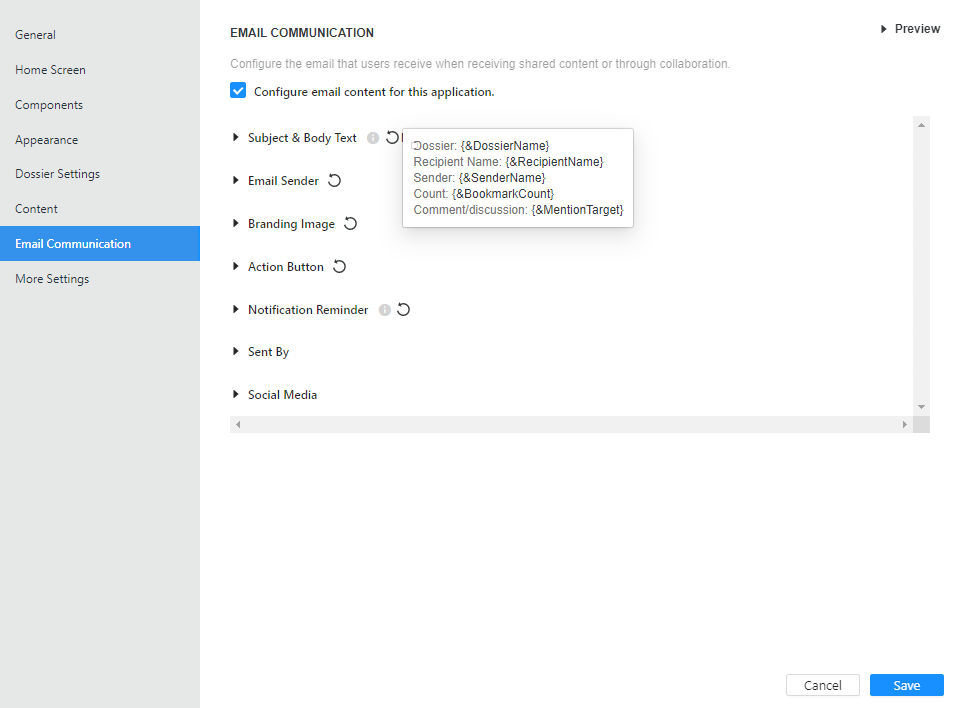 General
Home Screen
Components
Appearance
Dossier Settings
Content
Email Communication
More Settings
EMAIL COMMUNICATION
Preview
Configure the email that users receive when receiving shared content or through collaboration.
Configure email content for this application.
Subject & Body Text
Dossier: {&DossierName}
Recipient Name: {&RecipientName}
Sender: {&SenderName}
Count: {&BookmarkCount}
Comment/discussion: {&MentionTarget}
Email Sender
Branding Image
Action Button
Notification Reminder
Sent By
Social Media
Cancel
Save